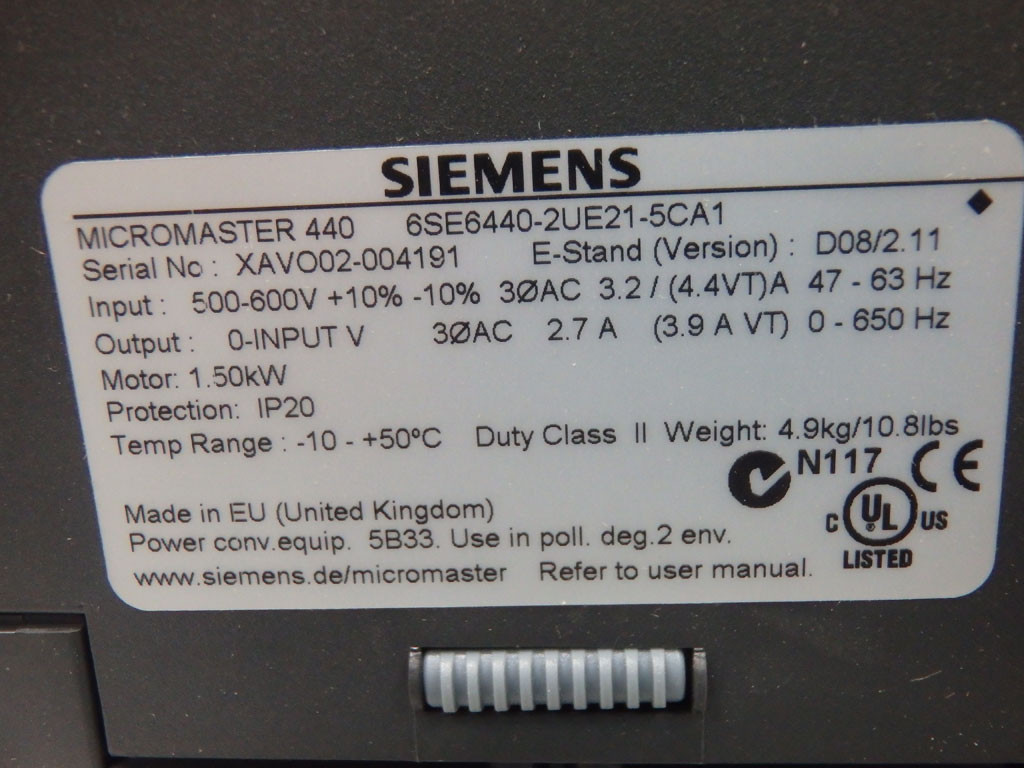 SIEMENS
MICROMASTER 440 6SE6440-2UE21-5CA1
Serial No : XAVO02-004191 E-Stand (Version) : D08/2.11
Input : 500-600V +10% -10% 3ØAC 3.2 / (4.4VT)A 47 - 63 Hz
Output : 0-INPUT V 3ØAC 2.7 A (3.9 A VT) 0 - 650 Hz
Motor: 1.50kW
Protection: IP20
Temp Range : -10 - +50ºC Duty Class II Weight: 4.9kg/10.8lbs
N117 CE
Made in EU (United Kingdom)
C UL US
Power conv.equip. 5B33. Use in poll. deg.2 env.
LISTED
www.siemens.de/micromaster Refer to user manual.